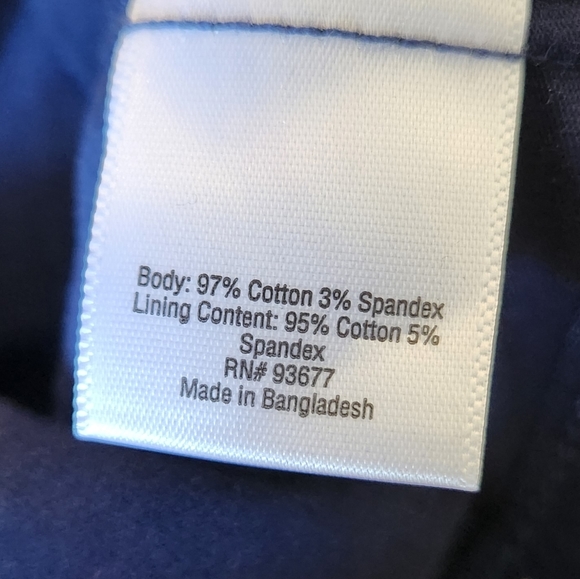 Body: 97% Cotton 3% Spandex
Lining Content: 95% Cotton 5%
Spandex
RN# 93677
Made in Bangladesh